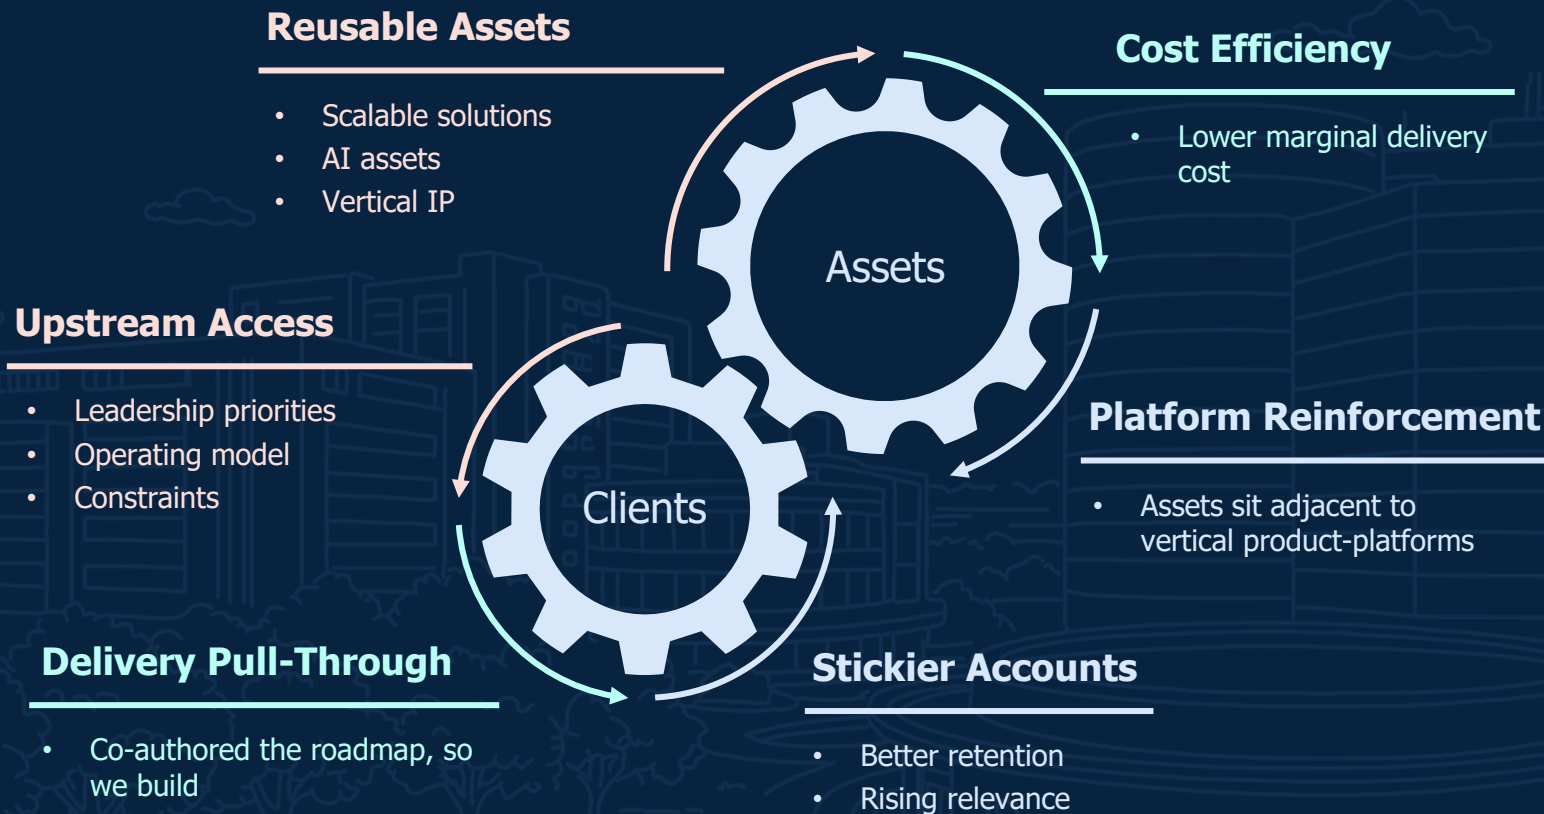 Reusable Assets
• Scalable solutions
• AI assets
• Vertical IP
Cost Efficiency
• Lower marginal delivery
cost
Assets
Upstream Access
• Leadership priorities
• Operating model
• Constraints
Clients
Platform Reinforcement
• Assets sit adjacent to
vertical product-platforms
Delivery Pull-Through
• Co-authored the roadmap, so
we build
Stickier Accounts
• Better retention
• Rising relevance